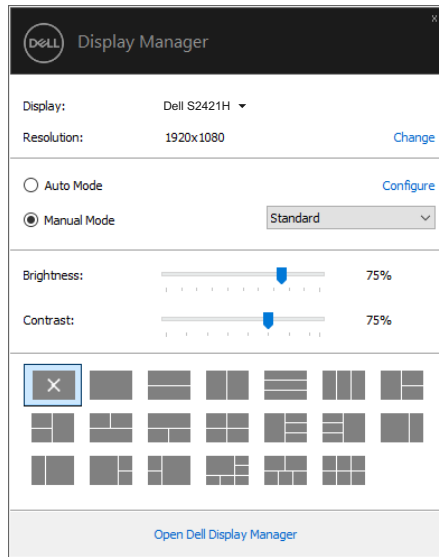 x
DELL Display Manager
Display: Dell S2421H
Resolution: 1920x1080 Change
Auto Mode Configure
Manual Mode Standard
Brightness: 75%
Contrast: 75%
Open Dell Display Manager